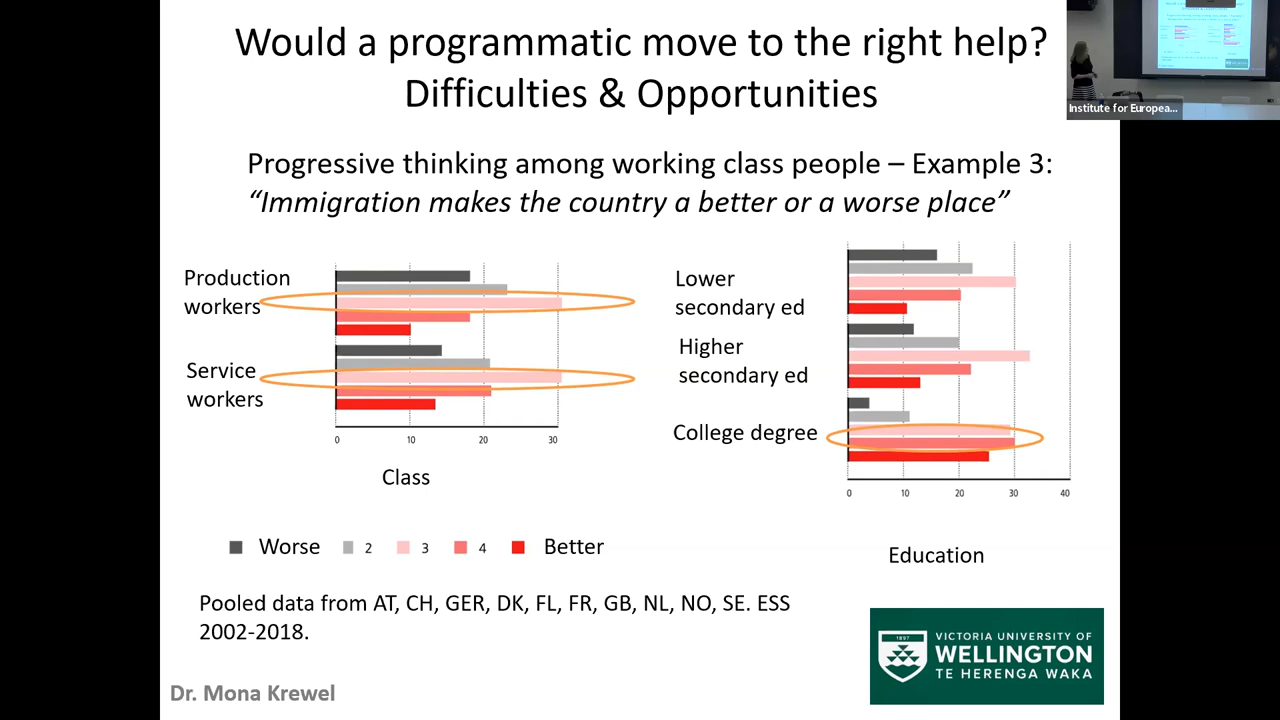 Would a programmatic move to the right help?
Difficulties & Opportunities
Institute for Europea...
Progressive thinking among working class people – Example 3:
“Immigration makes the country a better or a worse place”
Production
workers
Service
workers
0 10 20 30
Class
Lower
secondary ed
Higher
secondary ed
College degree
0 10 20 30 40
Education
Worse 2 3 4 Better
Pooled data from AT, CH, GER, DK, FL, FR, GB, NL, NO, SE. ESS
2002-2018.
1897
VICTORIA UNIVERSITY OF
WELLINGTON
TE HERENGA WAKA
Dr. Mona Krewel